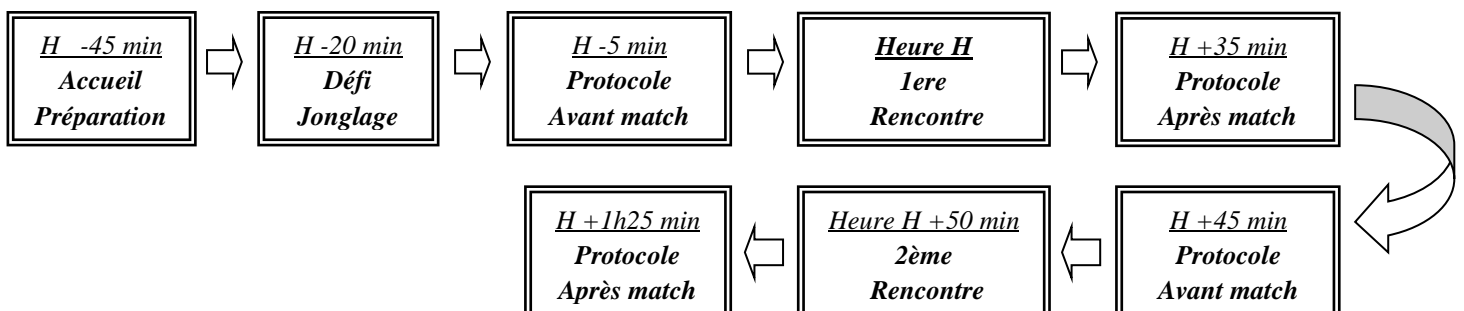 H -45 min
Accueil
Préparation
H -20 min
Défi
Jonglage
H -5 min
Protocole
Avant match
Heure H
1ere
Rencontre
H +35 min
Protocole
Après match
H +45 min
Protocole
Avant match
Heure H +50 min
2ème
Rencontre
H +1h25 min
Protocole
Après match